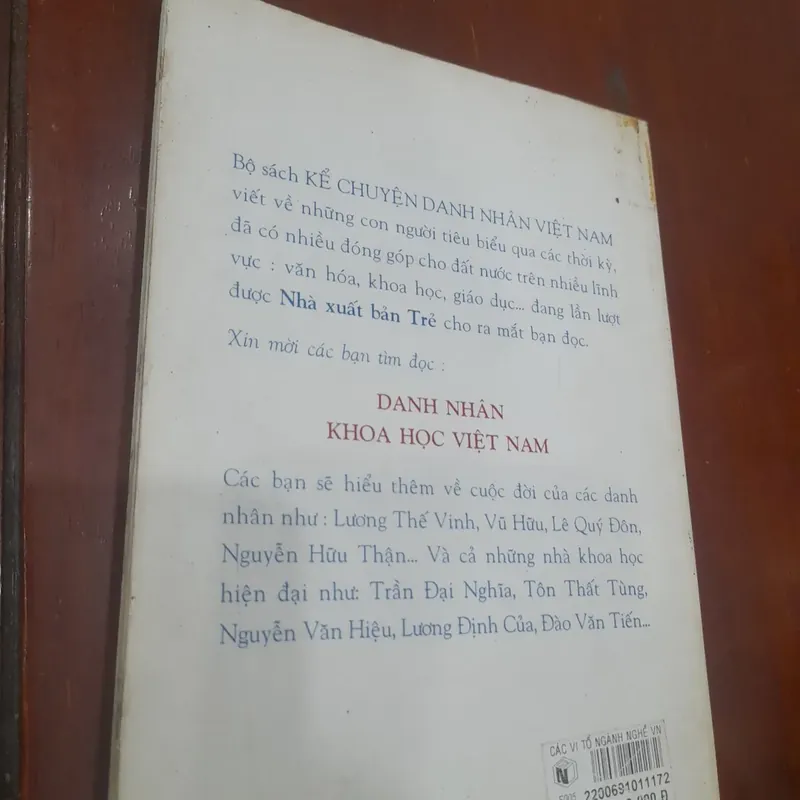 Bộ sách KỂ CHUYỆN DANH NHÂN VIỆT NAM
viết về những con người tiêu biểu qua các thời kỳ,
đã có nhiều đóng góp cho đất nước trên nhiều lĩnh
vực : văn hóa, khoa học, giáo dục... đang lần lượt
được Nhà xuất bản Trẻ cho ra mắt bạn đọc.
Xin mời các bạn tìm đọc :
DANH NHÂN
KHOA HỌC VIỆT NAM
Các bạn sẽ hiểu thêm về cuộc đời của các danh
nhân như : Lương Thế Vinh, Vũ Hữu, Lê Quý Đôn,
Nguyễn Hữu Thận... Và cả những nhà khoa học
hiện đại như: Trần Đại Nghĩa, Tôn Thất Tùng,
Nguyễn Văn Hiệu, Lương Định Của, Đào Văn Tiến...
CÁC VỊ TỔ NGÀNH NGHỀ VN
N
2200691011172